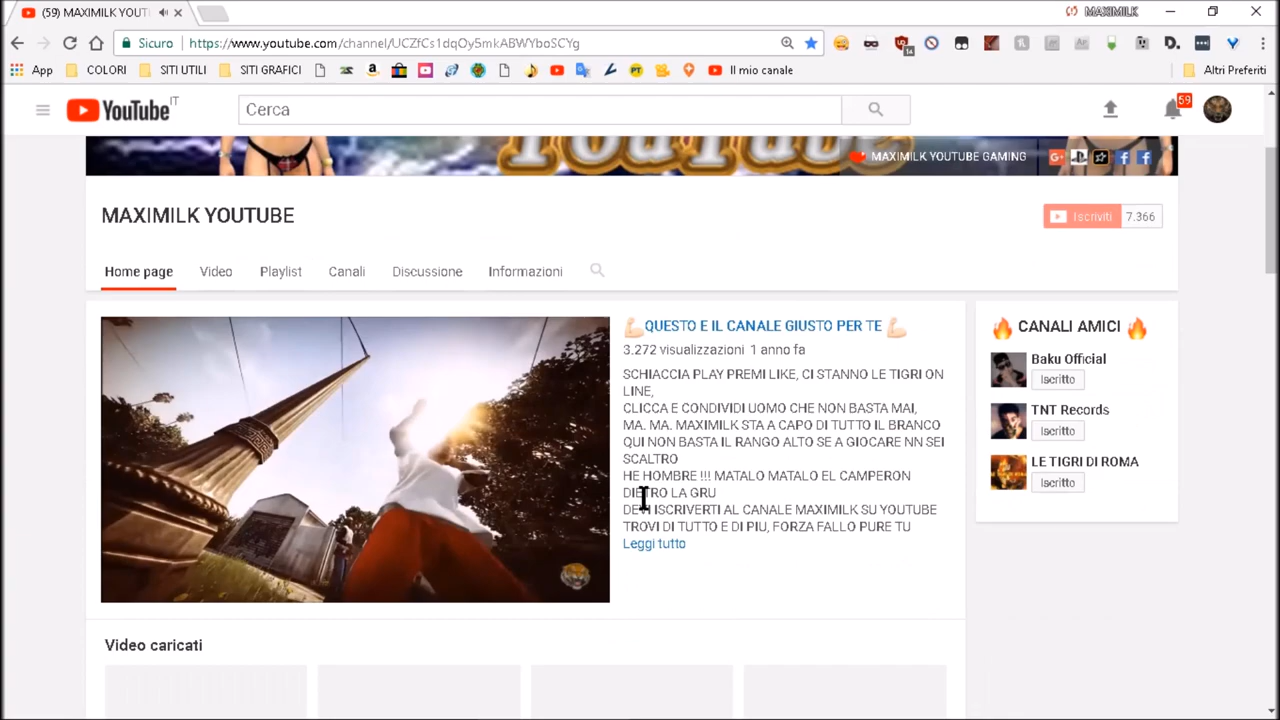 (59) MAXIMILK YOUT
MAXIMILK
Sicuro
https://www.youtube.com/channel/UCZfCs1dqOy5mkABWYboSCYg
App
COLORI
SITI UTILI
SITI GRAFICI
Il mio canale
Altri Preferiti
YouTube IT
Cerca
59
YouTube
MAXIMILK YOUTUBE GAMING
MAXIMILK YOUTUBE
Iscriviti 7.366
Home page
Video
Playlist
Canali
Discussione
Informazioni
QUESTO E IL CANALE GIUSTO PER TE
3.272 visualizzazioni 1 anno fa
SCHIACCIA PLAY PREMI LIKE, CI STANNO LE TIGRI ON
LINE,
CLICCA E CONDIVIDI UOMO CHE NON BASTA MAI,
MA. MA. MAXIMILK STA A CAPO DI TUTTO IL BRANCO
QUI NON BASTA IL RANGO ALTO SE A GIOCARE NN SEI
SCALTRO
HE HOMBRE !!! MATALO MATALO EL CAMPERON
DIETRO LA GRU
DEVI ISCRIVERTI AL CANALE MAXIMILK SU YOUTUBE
TROVI DI TUTTO E DI PIU, FORZA FALLO PURE TU
Leggi tutto
CANALI AMICI
Baku Official
Iscritto
TNT Records
Iscritto
LE TIGRI DI ROMA
Iscritto
Video caricati